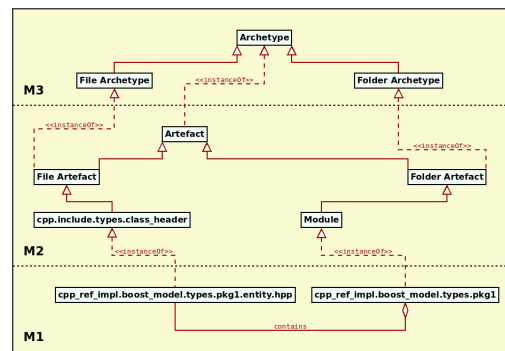 Archetype
File Archetype
Folder Archetype
M3
<<instanceOf>>
<<instanceOf>>
<<instanceOf>>
<<instanceOf>>
Artefact
File Artefact
Folder Artefact
cpp.include.types.class_header
Module
M2
<<instanceOf>>
<<instanceOf>>
cpp_ref_impl.boost_model.types.pkg1.entity.hpp
cpp_ref_impl.boost_model.types.pkg1
contains
M1